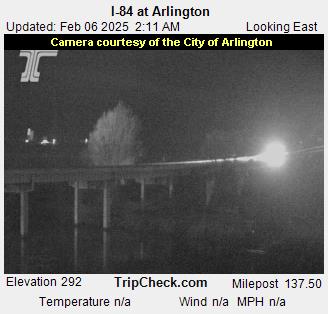 I-84 at Arlington
Updated: Feb 06 2025 2:11 AM Looking East
Camera courtesy of the City of Arlington
Elevation 292 TripCheck.com Milepost 137.50
Temperature n/a Wind n/a MPH n/a